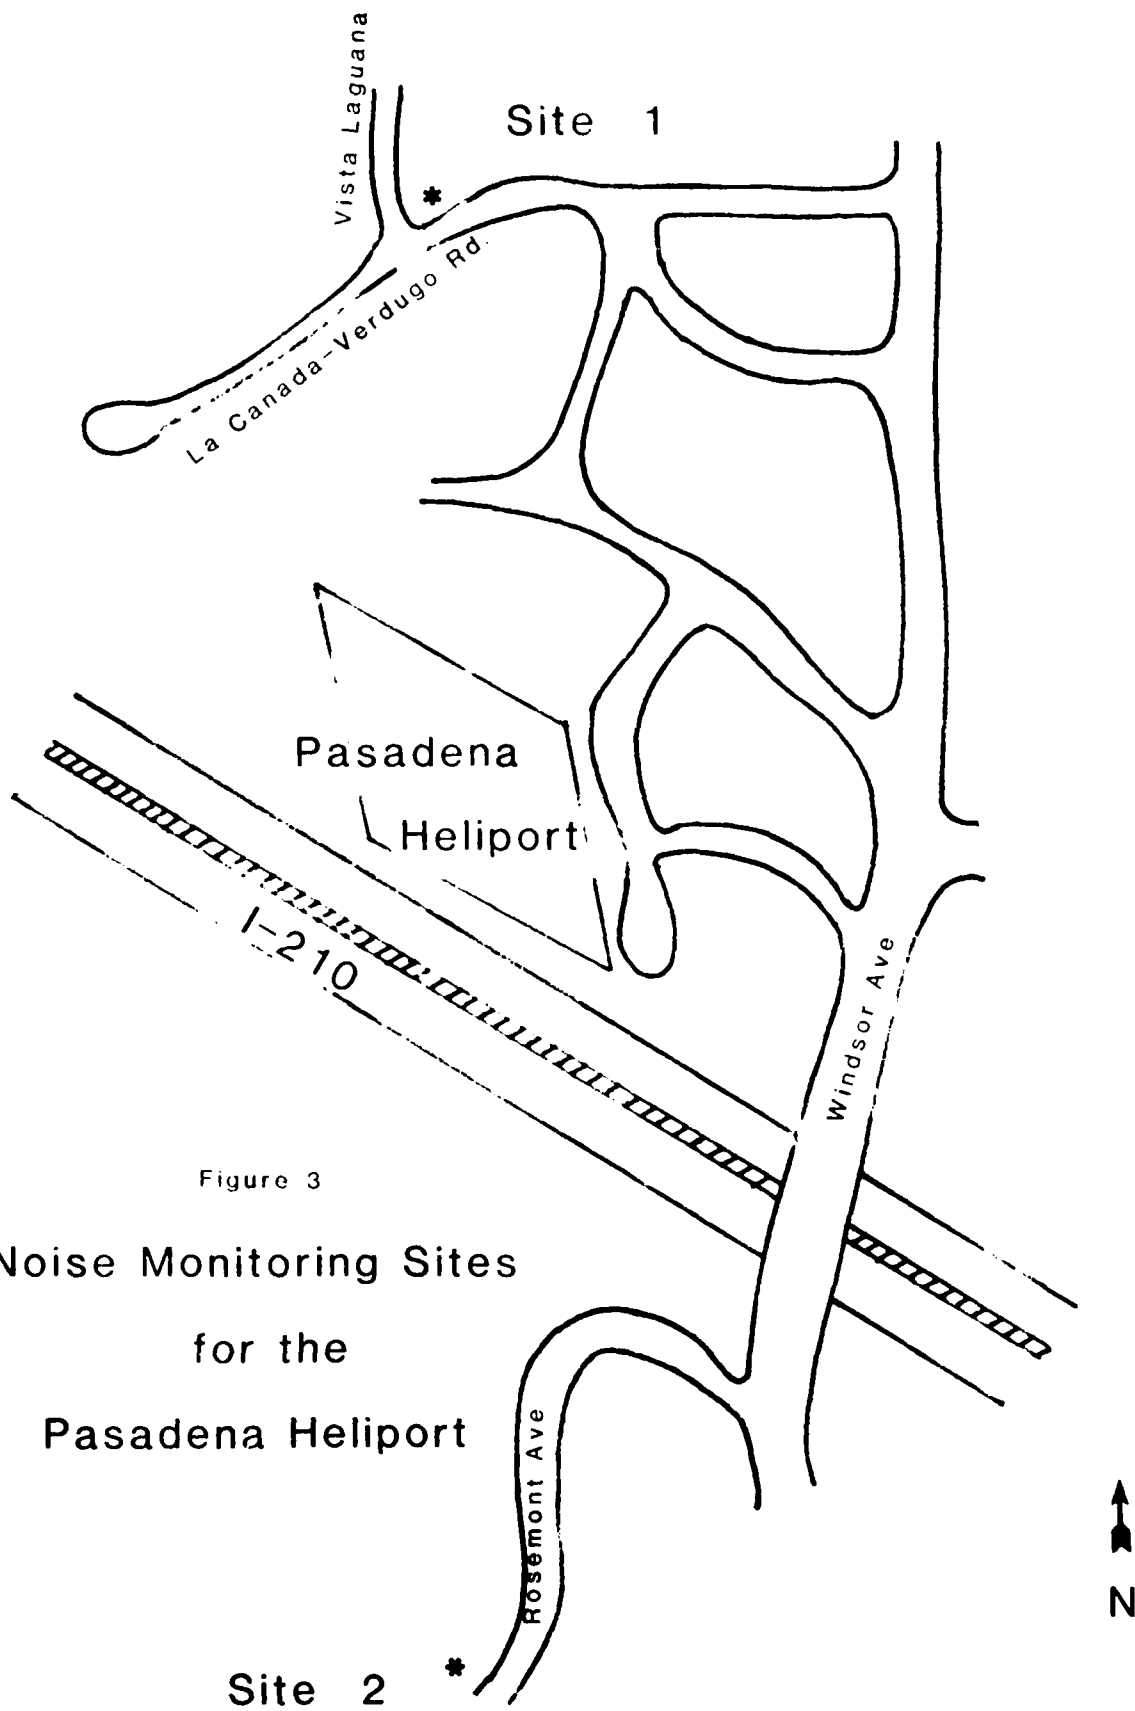 Vista Laguana
Site 1
*
La Canada-Verdugo Rd.
Pasadena
Heliport
I-210
Windsor Ave
Figure 3
Noise Monitoring Sites
for the
Pasadena Heliport
Rosemont Ave
N
*
Site 2